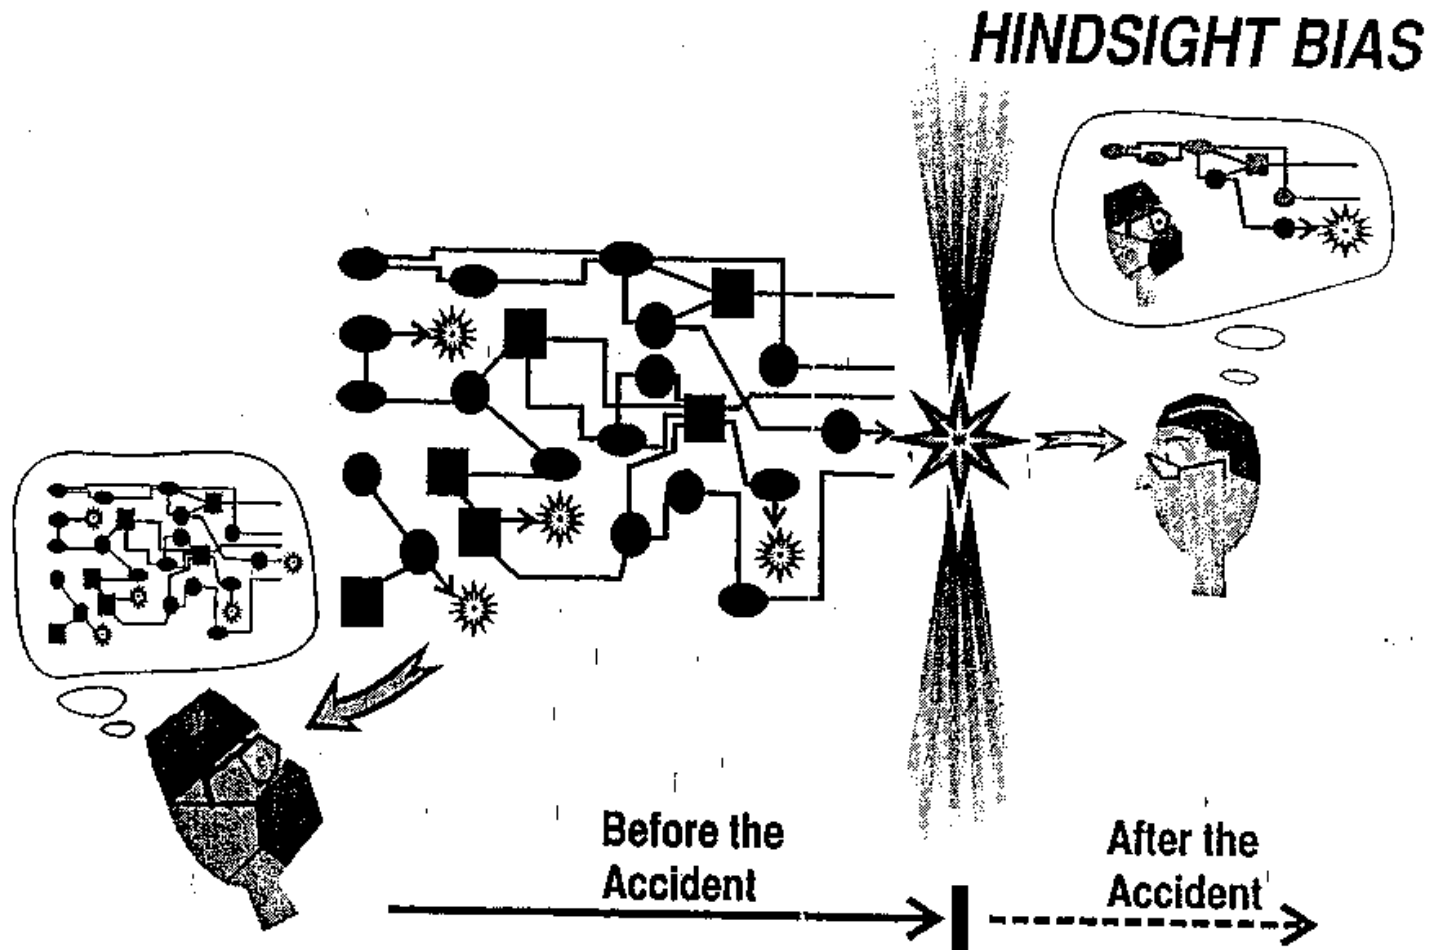 HINDSIGHT BIAS
Before the
Accident
After the
Accident